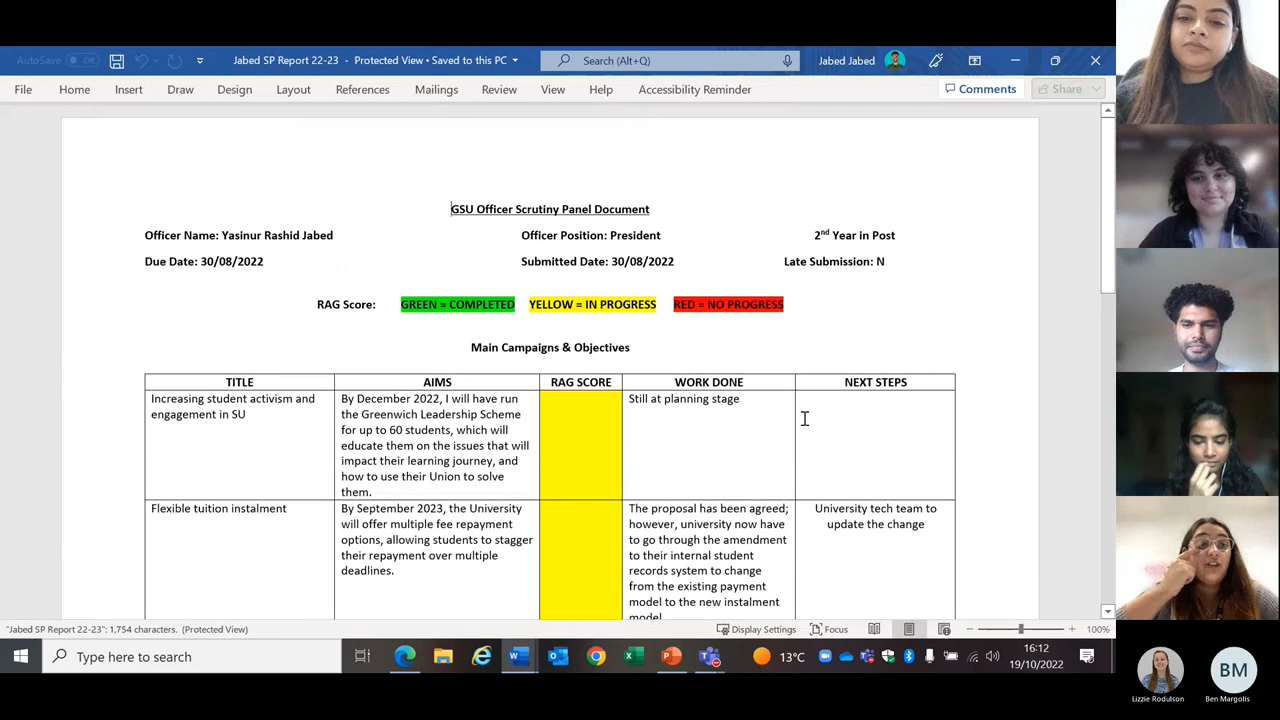 AutoSave Off
Jabed SP Report 22-23 - Protected View • Saved to this PC
Search (Alt+Q)
Jabed Jabed
File Home Insert Draw Design Layout References Mailings Review View Help Accessibility Reminder
Comments Share
GSU Officer Scrutiny Panel Document
Officer Name: Yasinur Rashid Jabed Officer Position: President 2nd Year in Post
Due Date: 30/08/2022 Submitted Date: 30/08/2022 Late Submission: N
RAG Score: GREEN = COMPLETED YELLOW = IN PROGRESS RED = NO PROGRESS
Main Campaigns & Objectives
TITLE AIMS RAG SCORE WORK DONE NEXT STEPS
Increasing student activism and
engagement in SU
By December 2022, I will have run
the Greenwich Leadership Scheme
for up to 60 students, which will
educate them on the issues that will
impact their learning journey, and
how to use their Union to solve
them.
Still at planning stage
Flexible tuition instalment
By September 2023, the University
will offer multiple fee repayment
options, allowing students to stagger
their repayment over multiple
deadlines.
The proposal has been agreed;
however, university now have
to go through the amendment
to their internal student
records system to change
from the existing payment
model to the new instalment
model.
University tech team to
update the change
"Jabed SP Report 22-23": 1,754 characters. (Protected View)
Display Settings Focus 100%
Type here to search
13°C
16:12
19/10/2022
BM
Lizzie Rodulson
Ben Margolis